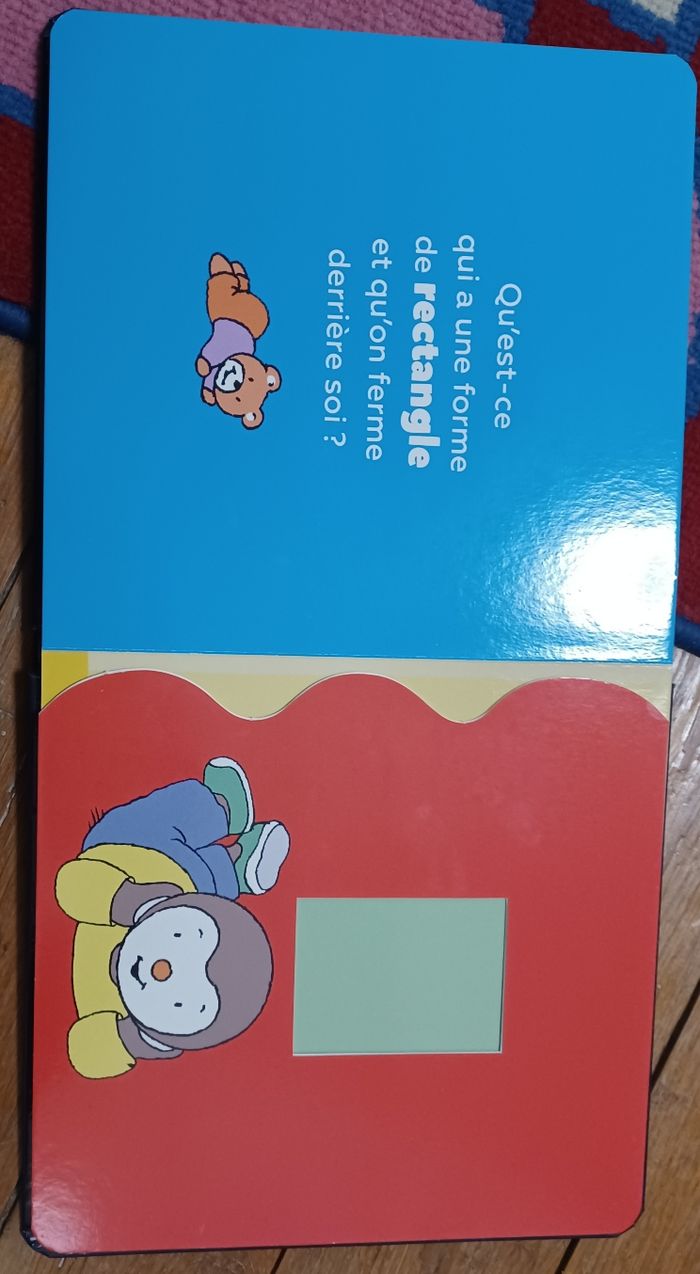 Qu'est-ce
qui a une forme
de rectangle
et qu'on ferme
derrière soi ?